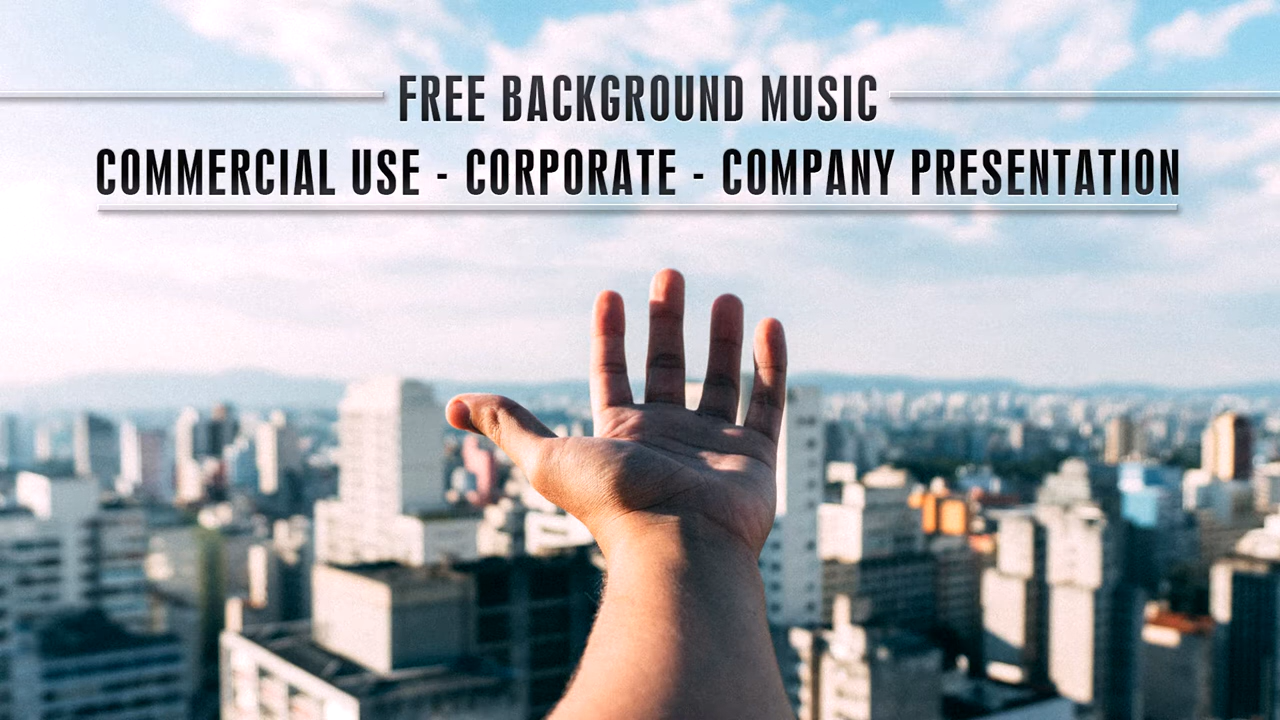 FREE BACKGROUND MUSIC
COMMERCIAL USE - CORPORATE - COMPANY PRESENTATION